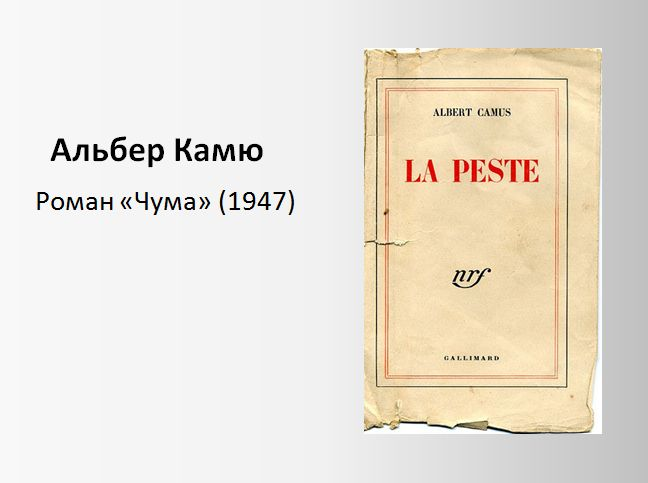 Альбер Камю
Роман «Чума» (1947)
ALBERT CAMUS
LA PESTE
nrf
GALLIMARD